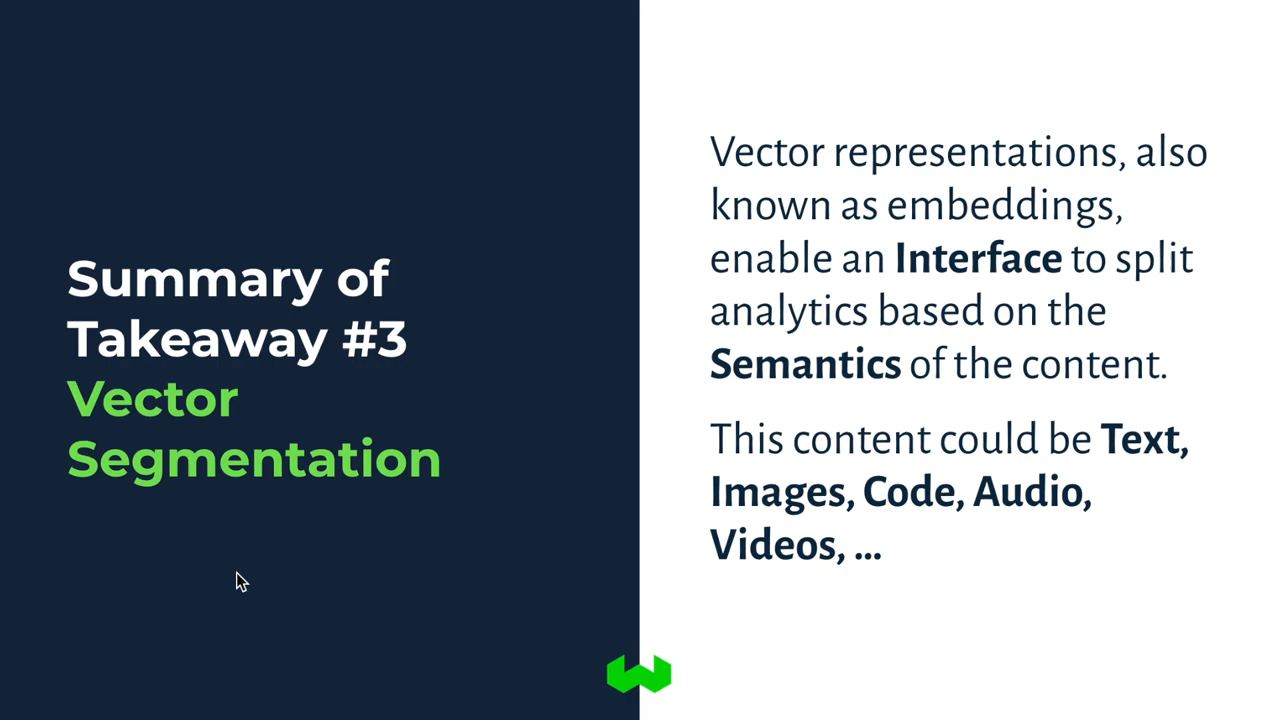 Summary of
Takeaway #3
Vector
Segmentation
Vector representations, also
known as embeddings,
enable an Interface to split
analytics based on the
Semantics of the content.
This content could be Text,
Images, Code, Audio,
Videos, ...